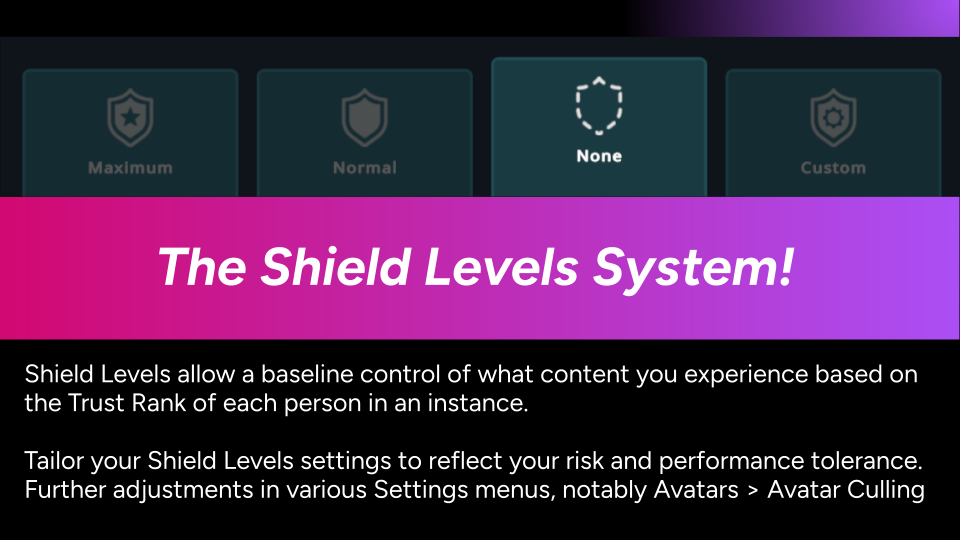 Maximum
Normal
None
Custom
The Shield Levels System!
Shield Levels allow a baseline control of what content you experience based on
the Trust Rank of each person in an instance.
Tailor your Shield Levels settings to reflect your risk and performance tolerance.
Further adjustments in various Settings menus, notably Avatars > Avatar Culling